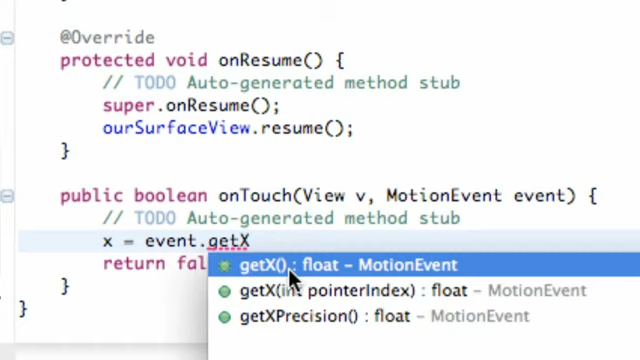 @Override
protected void onResume() {
// TODO Auto-generated method stub
super.onResume();
ourSurfaceView.resume();
}
public boolean onTouch(View v, MotionEvent event) {
// TODO Auto-generated method stub
x = event.getX
return fal
getX() : float - MotionEvent
}
getX(int pointerIndex) : float - MotionEvent
}
getXPrecision() : float - MotionEvent